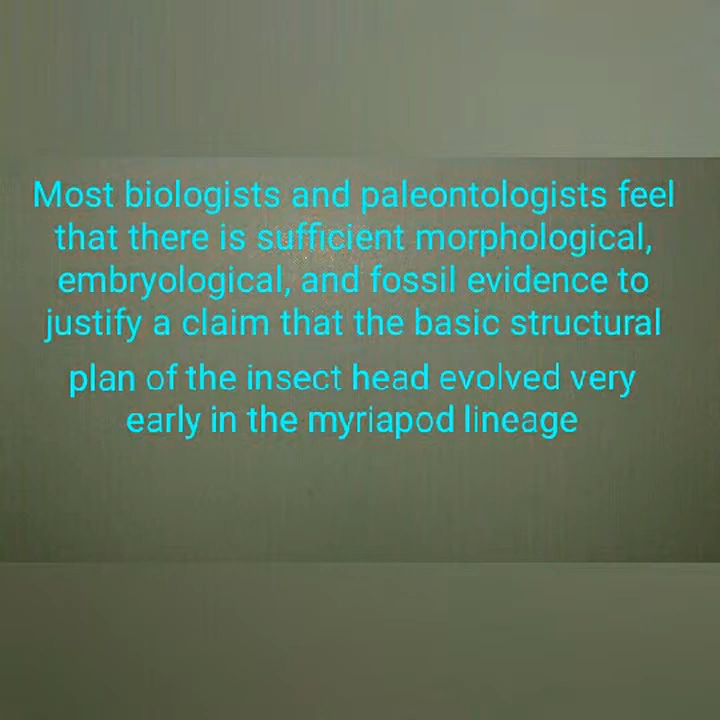 Most biologists and paleontologists feel
that there is sufficient morphological,
embryological, and fossil evidence to
justify a claim that the basic structural
plan of the insect head evolved very
early in the myriapod lineage